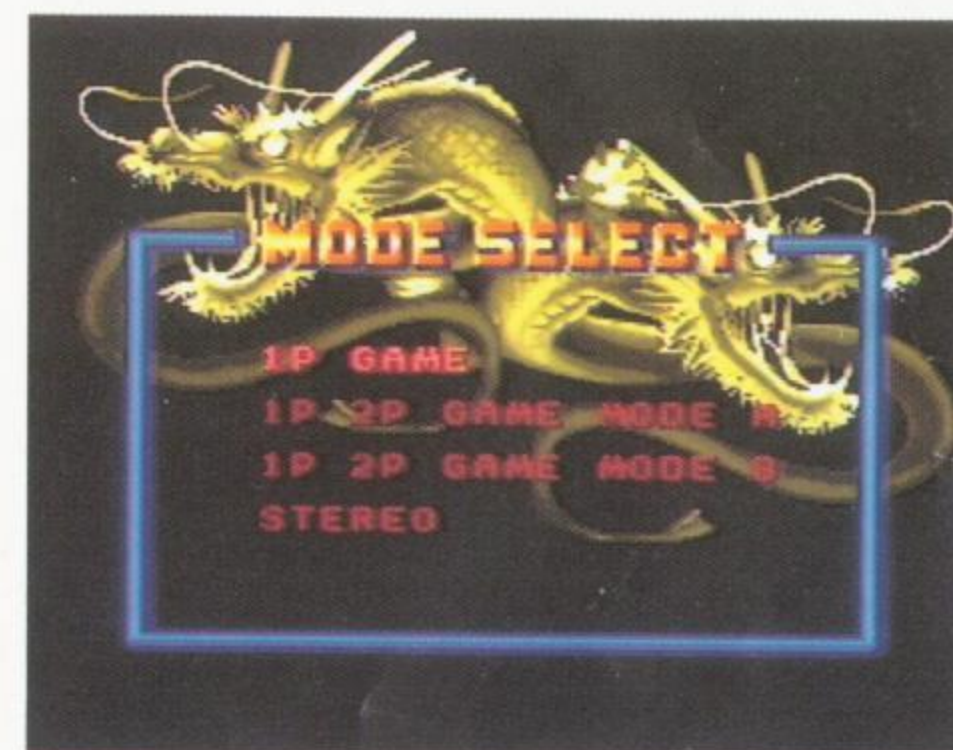 MODE SELECT
1P GAME
1P 2P GAME MODE A
1P 2P GAME MODE B
STEREO